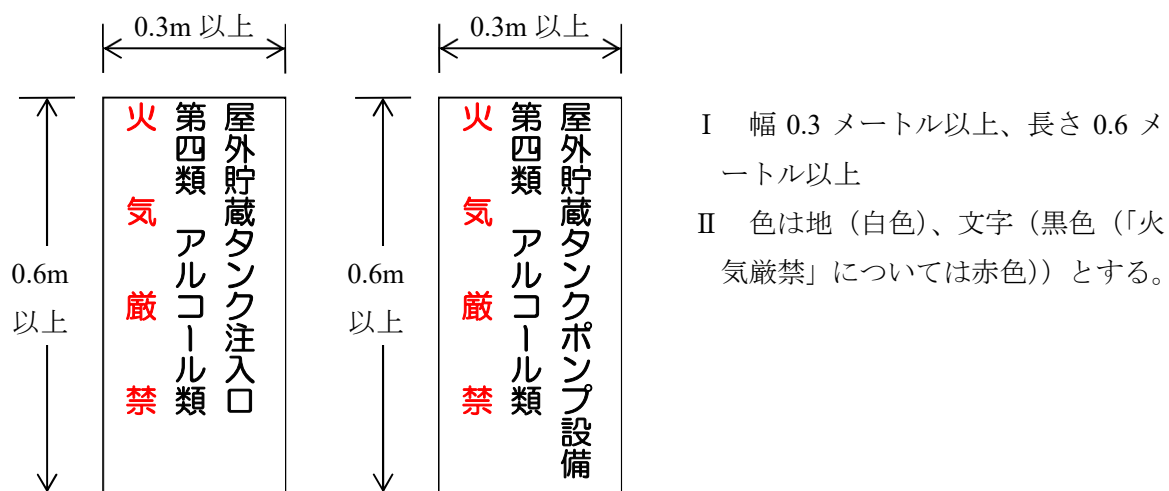 0.3m 以上
0.6m
以上
屋外貯蔵タンク注入口
第四類 アルコール類
火気厳禁
0.3m 以上
0.6m
以上
屋外貯蔵タンクポンプ設備
第四類 アルコール類
火気厳禁
Ⅰ 幅 0.3 メートル以上、長さ 0.6 メ
ートル以上
Ⅱ 色は地（白色）、文字（黒色（「火
気厳禁」については赤色））とする。